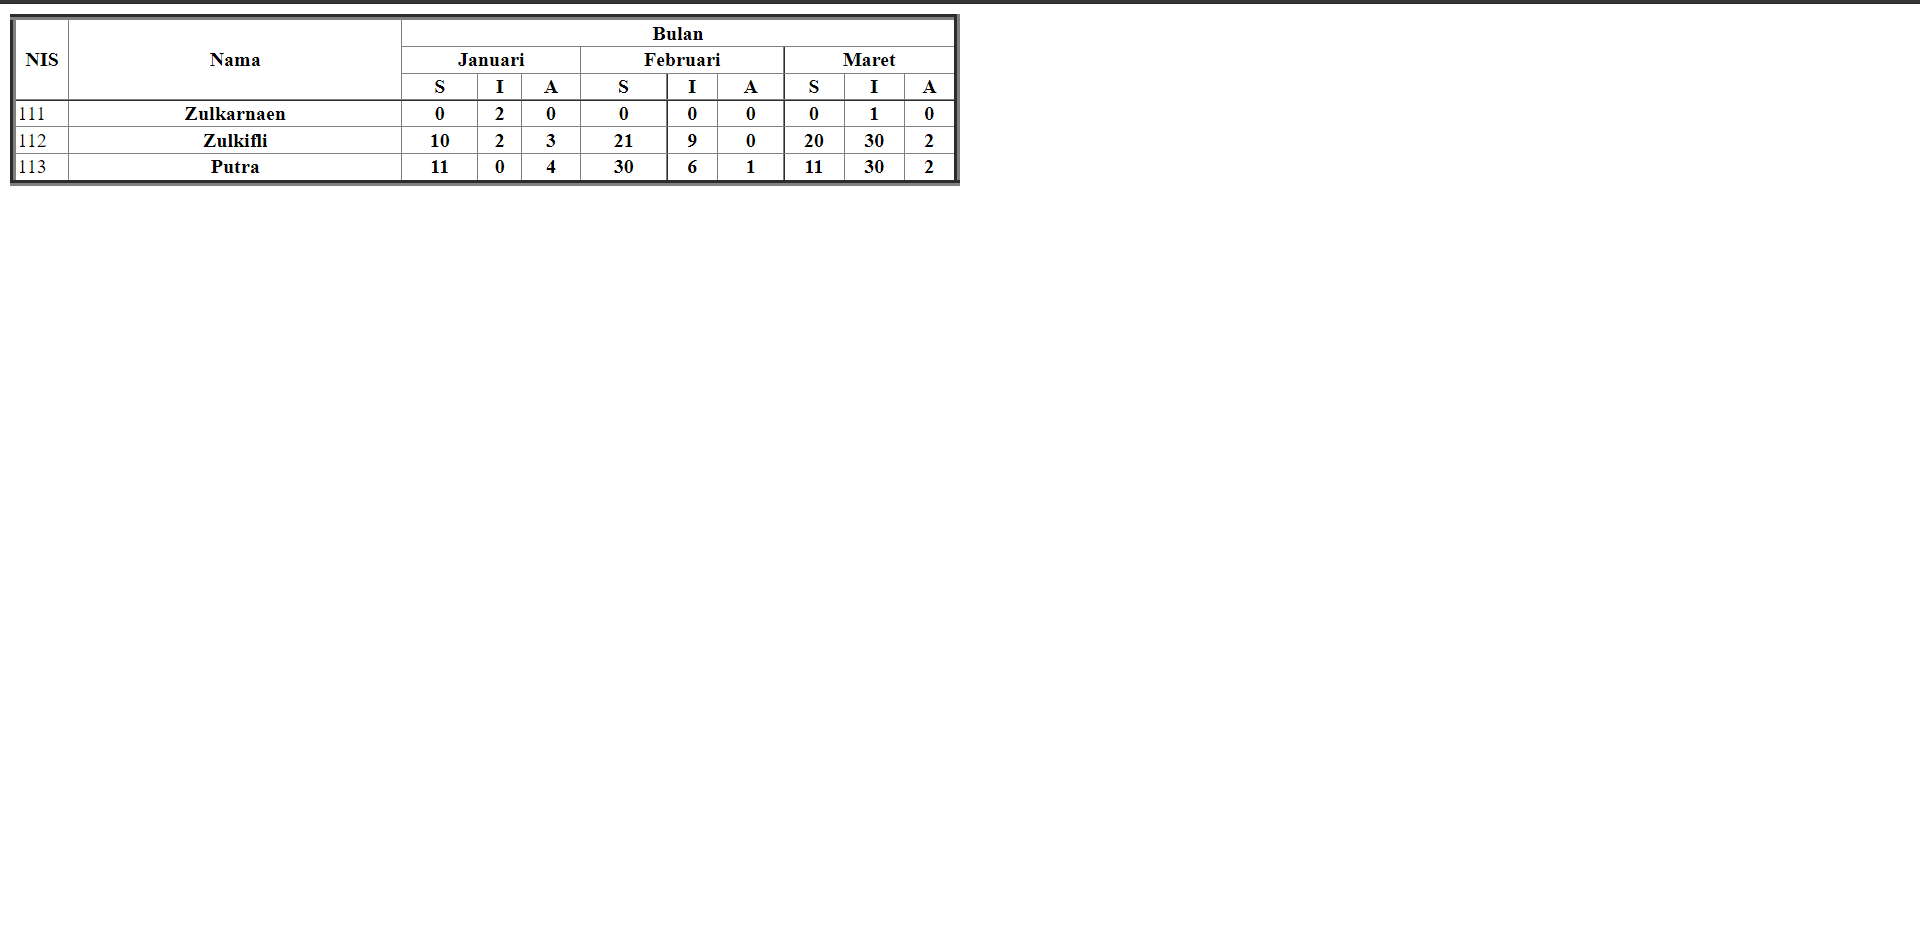 Bulan
NIS Nama Januari Februari Maret
S I A S I A S I A
111 Zulkarnaen 0 2 0 0 0 0 0 1 0
112 Zulkifli 10 2 3 21 9 0 20 30 2
113 Putra 11 0 4 30 6 1 11 30 2